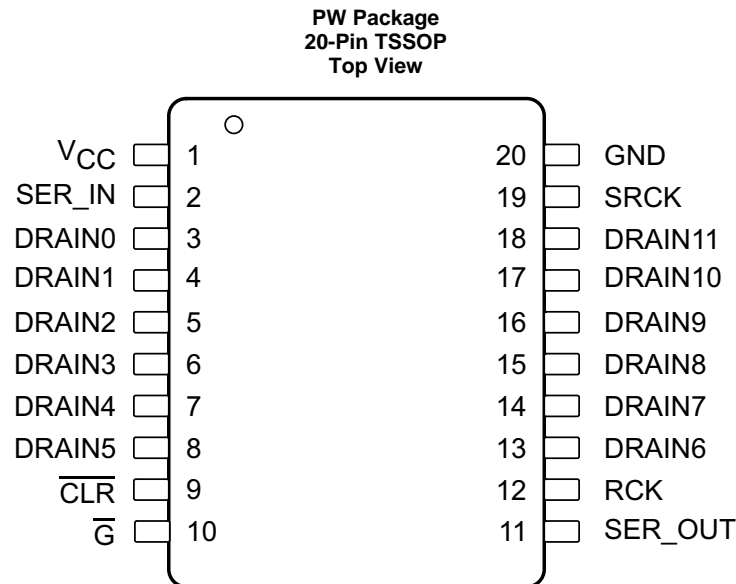 PW Package
20-Pin TSSOP
Top View
VCC 1 20 GND
SER_IN 2 19 SRCK
DRAIN0 3 18 DRAIN11
DRAIN1 4 17 DRAIN10
DRAIN2 5 16 DRAIN9
DRAIN3 6 15 DRAIN8
DRAIN4 7 14 DRAIN7
DRAIN5 8 13 DRAIN6
C̅L̅R̅ 9 12 RCK
G̅ 10 11 SER_OUT